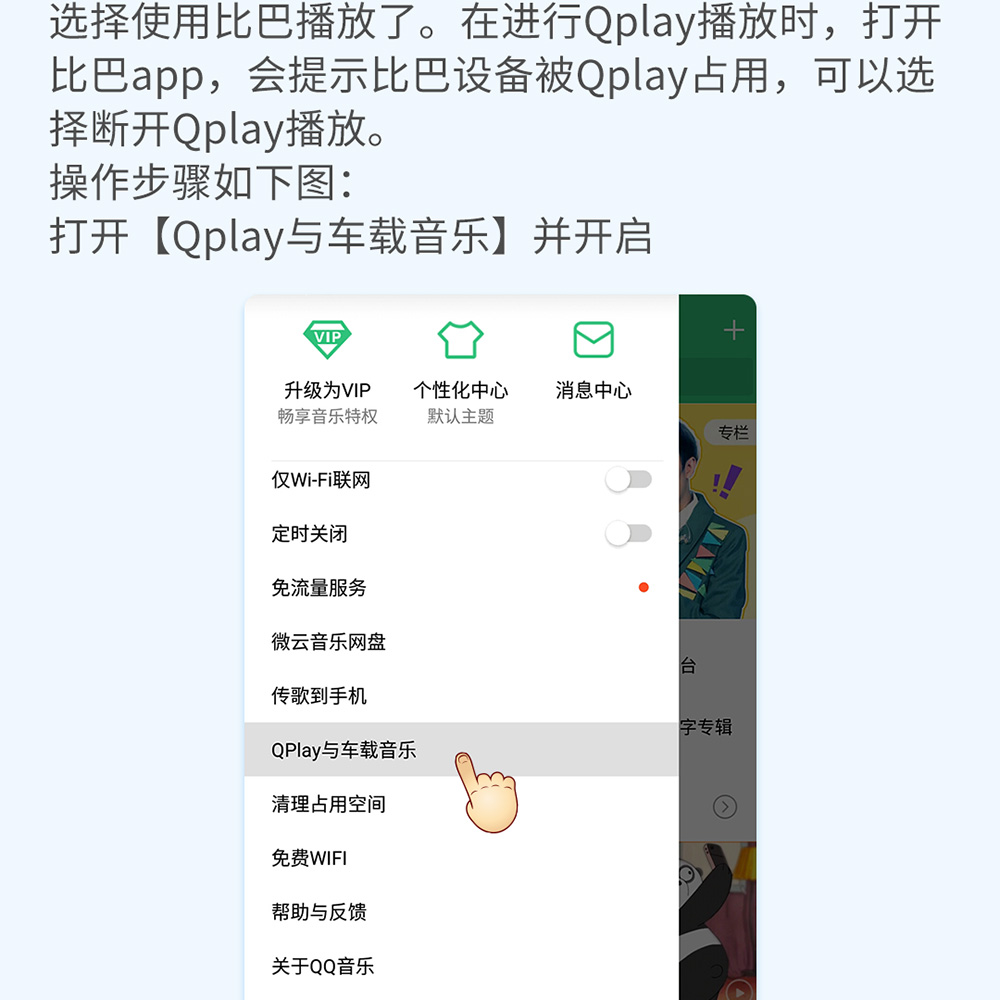 选择使用比巴播放了。在进行Qplay播放时，打开
比巴app，会提示比巴设备被Qplay占用，可以选
择断开Qplay播放。
操作步骤如下图：
打开【Qplay与车载音乐】并开启
VIP
升级为VIP
畅享音乐特权
个性化中心
默认主题
消息中心
专栏
仅Wi-Fi联网
定时关闭
免流量服务
微云音乐网盘
台
传歌到手机
字专辑
QPlay与车载音乐
清理占用空间
免费WIFI
帮助与反馈
关于QQ音乐